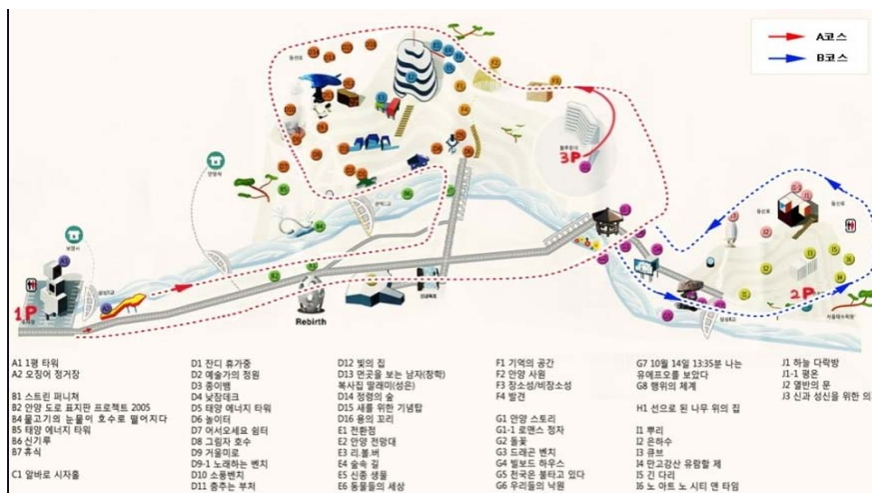 A코스
B코스
1P
2P
3P
Rebirth
A1 1평 타워
A2 오징어 정거장
B1 스트린 퍼니쳐
B2 안양 도로 표지판 프로젝트 2005
B4 물고기의 눈물이 호수로 떨어지다
B5 태양 에너지 타워
B6 신기루
B7 휴식
C1 알바로 시자홀
D1 잔디 휴가중
D2 예술가의 정원
D3 종이뱀
D4 낮잠데크
D5 태양 에너지 타워
D6 놀이터
D7 어서오세요 쉼터
D8 그림자 호수
D9 거울미로
D9-1 노래하는 벤치
D10 소풍벤치
D11 춤추는 부처
D12 빛의 집
D13 먼곳을 보는 남자(창학)
복사집 딸래미(성은)
D14 정령의 숲
D15 새를 위한 기념탑
D16 용의 꼬리
E1 전환점
E2 안양 전망대
E3 리.볼.버
E4 숲속 길
E5 신종 생물
E6 동물들의 세상
F1 기억의 공간
F2 안양 사원
F3 장소성/비장소성
F4 발견
G1 안양 스토리
G1-1 로맨스 정자
G2 돌꽃
G3 드래곤 벤치
G4 빌보드 하우스
G5 전국은 불타고 있다
G6 우리들의 낙원
G7 10월 14일 13:35분 나는
유에프오를 보았다
G8 행위의 체계
H1 선으로 된 나무 위의 집
I1 뿌리
I2 은하수
I3 큐브
I4 만고강산 유람할 제
I5 긴 다리
I6 노 아트 노 시티 맨 타임
J1 하늘 다락방
J1-1 평온
J2 열반의 문
J3 신과 성신을 위한 의